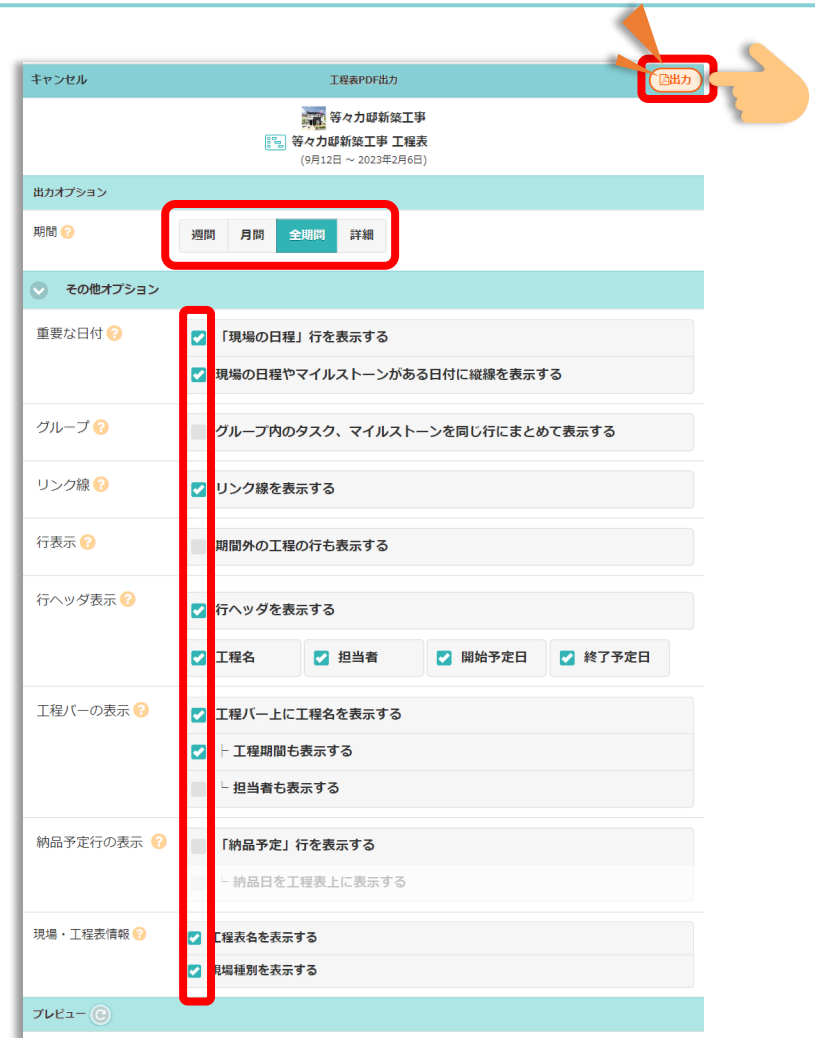 キャンセル 工程表PDF出力 出力
等々力邸新築工事
等々力邸新築工事 工程表
(9月12日 ～ 2023年2月6日)
出力オプション
期間 ? 週間 月間 全期間 詳細
その他オプション
重要な日付 ? 「現場の日程」行を表示する
現場の日程やマイルストーンがある日付に縦線を表示する
グループ ? グループ内のタスク、マイルストーンを同じ行にまとめて表示する
リンク線 ? リンク線を表示する
行表示 ? 期間外の工程の行も表示する
行ヘッダ表示 ? 行ヘッダを表示する
工程名 担当者 開始予定日 終了予定日
工程バーの表示 ? 工程バー上に工程名を表示する
├ 工程期間も表示する
└ 担当者も表示する
納品予定行の表示 ? 「納品予定」行を表示する
└ 納品日を工程表上に表示する
現場・工程表情報 ? 工程表名を表示する
現場種別を表示する
プレビュー